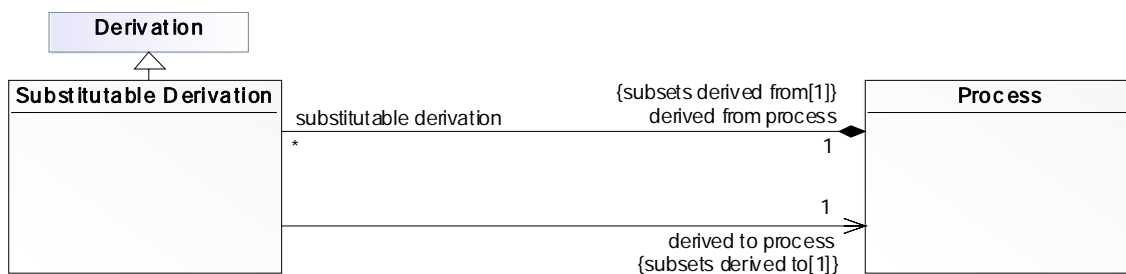 Derivation
Substitutable Derivation
substitutable derivation
*
{subsets derived from[1]}
derived from process
1
Process
1
derived to process
{subsets derived to[1]}